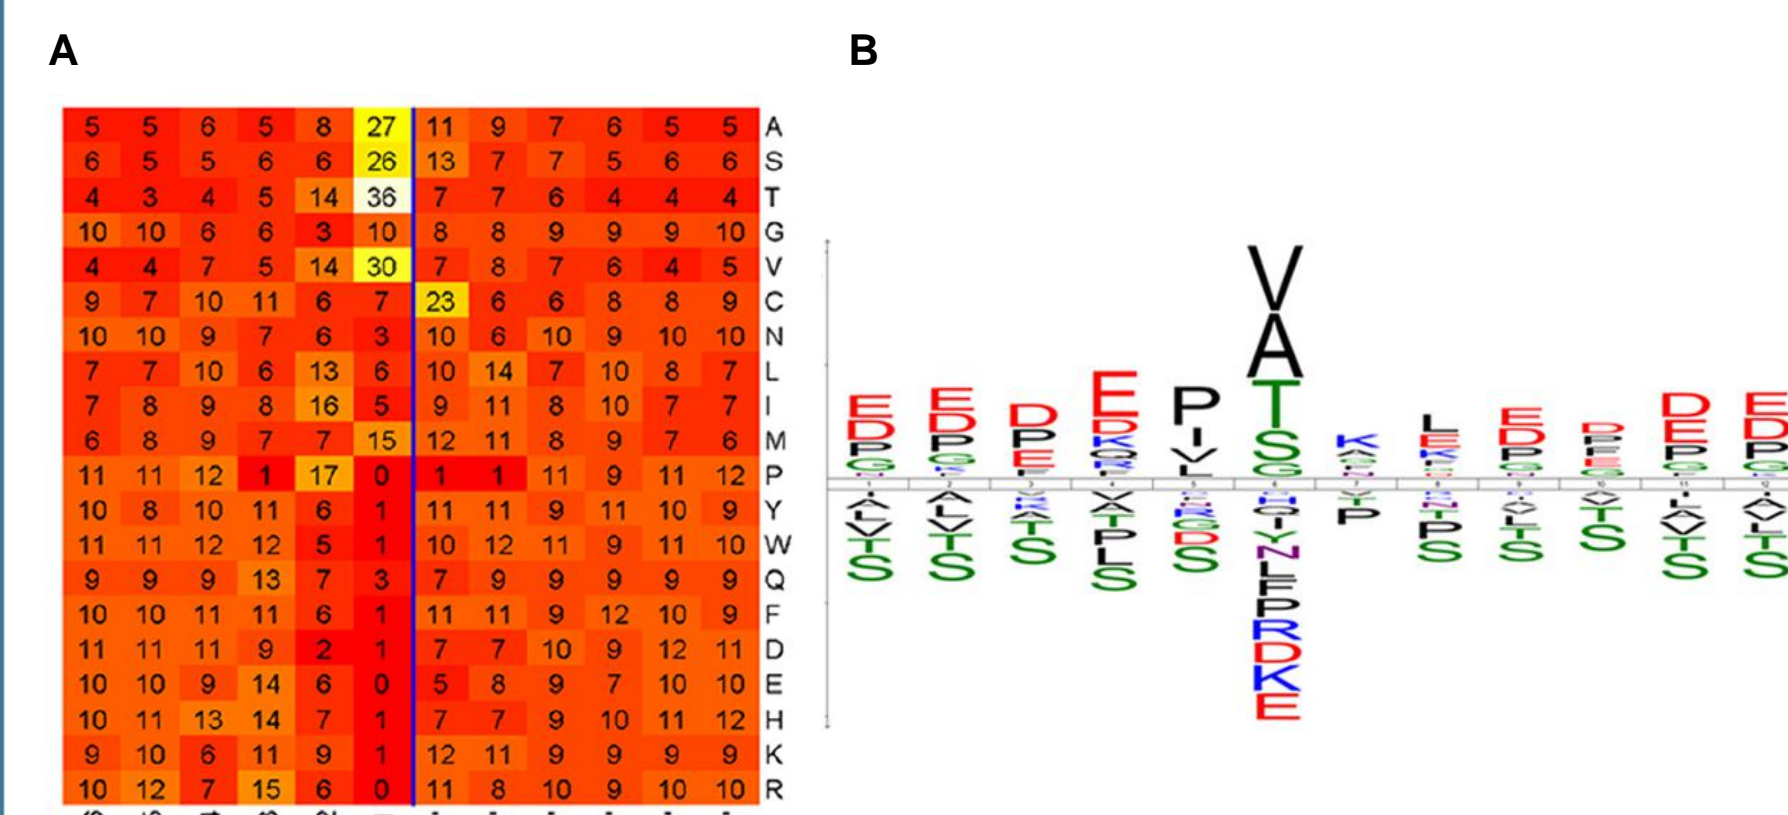 A B
5 5 6 5 8 27 11 9 7 6 5 5 A
6 5 5 6 6 26 13 7 7 5 6 6 S
4 3 4 5 14 36 7 7 6 4 4 4 T
10 10 6 6 3 10 8 8 9 9 9 10 G
4 4 7 5 14 30 7 8 7 6 4 5 V
9 7 10 11 6 7 23 6 6 8 8 9 C
10 10 9 7 6 3 10 6 10 9 10 10 N
7 7 10 6 13 6 10 14 7 10 8 7 L
7 8 9 8 16 5 9 11 8 10 7 7 I
6 8 9 7 7 15 12 11 8 9 7 6 M
11 11 12 1 17 0 1 1 11 9 11 12 P
10 8 10 11 6 1 11 11 9 11 10 9 Y
11 11 12 12 5 1 10 12 11 9 11 10 W
9 9 9 13 7 3 7 9 9 9 9 9 Q
10 10 11 11 6 1 11 11 9 12 10 9 F
11 11 11 9 2 1 7 7 10 9 12 11 D
10 10 9 14 6 0 5 8 9 7 10 10 E
10 11 13 14 7 1 7 7 9 10 11 12 H
9 10 6 11 9 1 12 11 9 9 9 9 K
10 12 7 15 6 0 11 8 10 9 10 10 R
V
A
E T
E E D D P S L E D D E
D D P P I G K E D P E D
P P E K V P E P P
G L G G G
1 2 3 4 5 6 7 8 9 10 11 12
A A K X Q V
L L A T G I T T L T V L
V V T P D Y P P T S T T
T T S L S N S S S S
S S S L
F
P
R
D
K
E